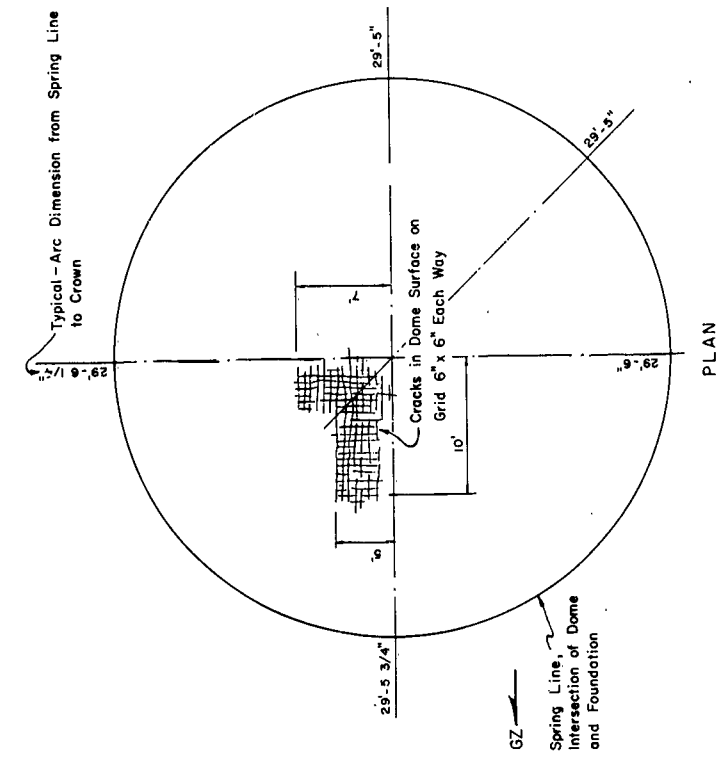 Typical – Arc Dimension from Spring Line
to Crown
29'-6 1/4"
29'-5"
29'-5"
7'
Cracks in Dome Surface on
Grid 6" x 6" Each Way
10'
5'
29'-5 3/4"
29'-6"
GZ
Spring Line,
Intersection of Dome
and Foundation
PLAN